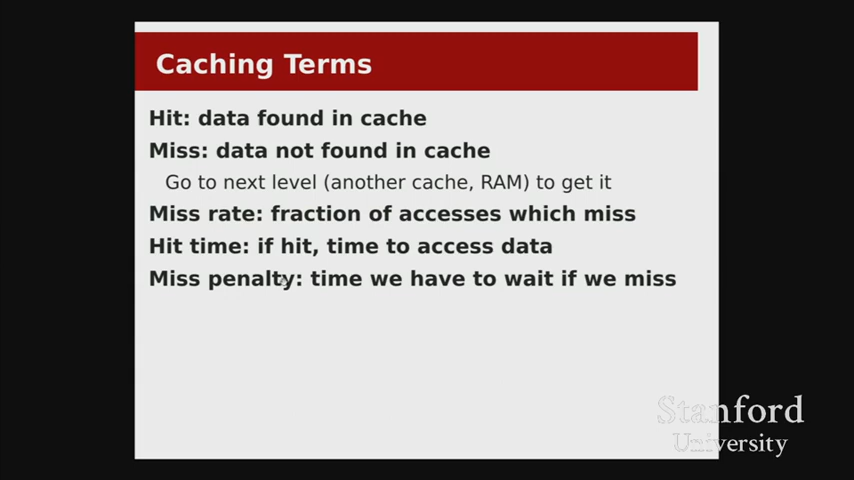 Caching Terms
Hit: data found in cache
Miss: data not found in cache
Go to next level (another cache, RAM) to get it
Miss rate: fraction of accesses which miss
Hit time: if hit, time to access data
Miss penalty: time we have to wait if we miss
Stanford
University